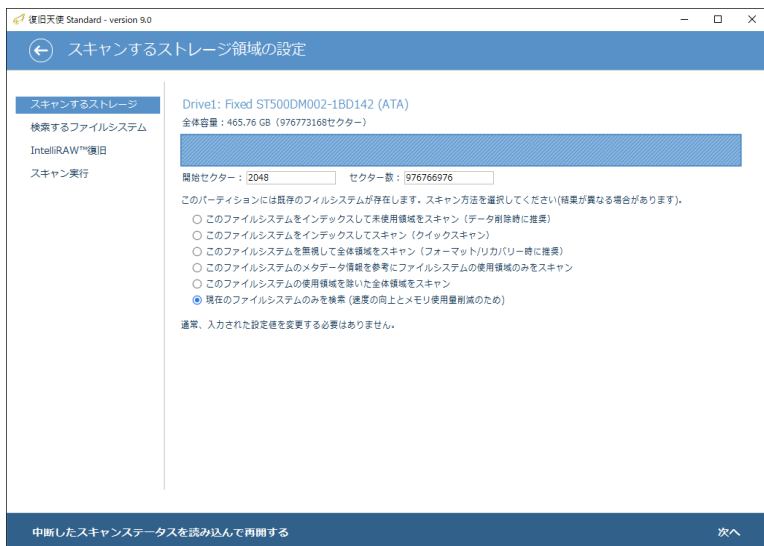 復旧天使 Standard - version 9.0
スキャンするストレージ領域の設定
スキャンするストレージ
検索するファイルシステム
IntelliRAW™復旧
スキャン実行
Drive1: Fixed ST500DM002-1BD142 (ATA)
全体容量：465.76 GB（976773168セクター）
開始セクター： 2048 セクター数： 976766976
このパーティションには既存のフィルシステムが存在します。スキャン方法を選択してください(結果が異なる場合があります)。
このファイルシステムをインデックスして未使用領域をスキャン（データ削除時に推奨）
このファイルシステムをインデックスしてスキャン（クイックスキャン）
このファイルシステムを無視して全体領域をスキャン（フォーマット/リカバリー時に推奨）
このファイルシステムのメタデータ情報を参考にファイルシステムの使用領域のみをスキャン
このファイルシステムの使用領域を除いた全体領域をスキャン
現在のファイルシステムのみを検索 (速度の向上とメモリ使用量削減のため)
通常、入力された設定値を変更する必要はありません。
中断したスキャンステータスを読み込んで再開する
次へ